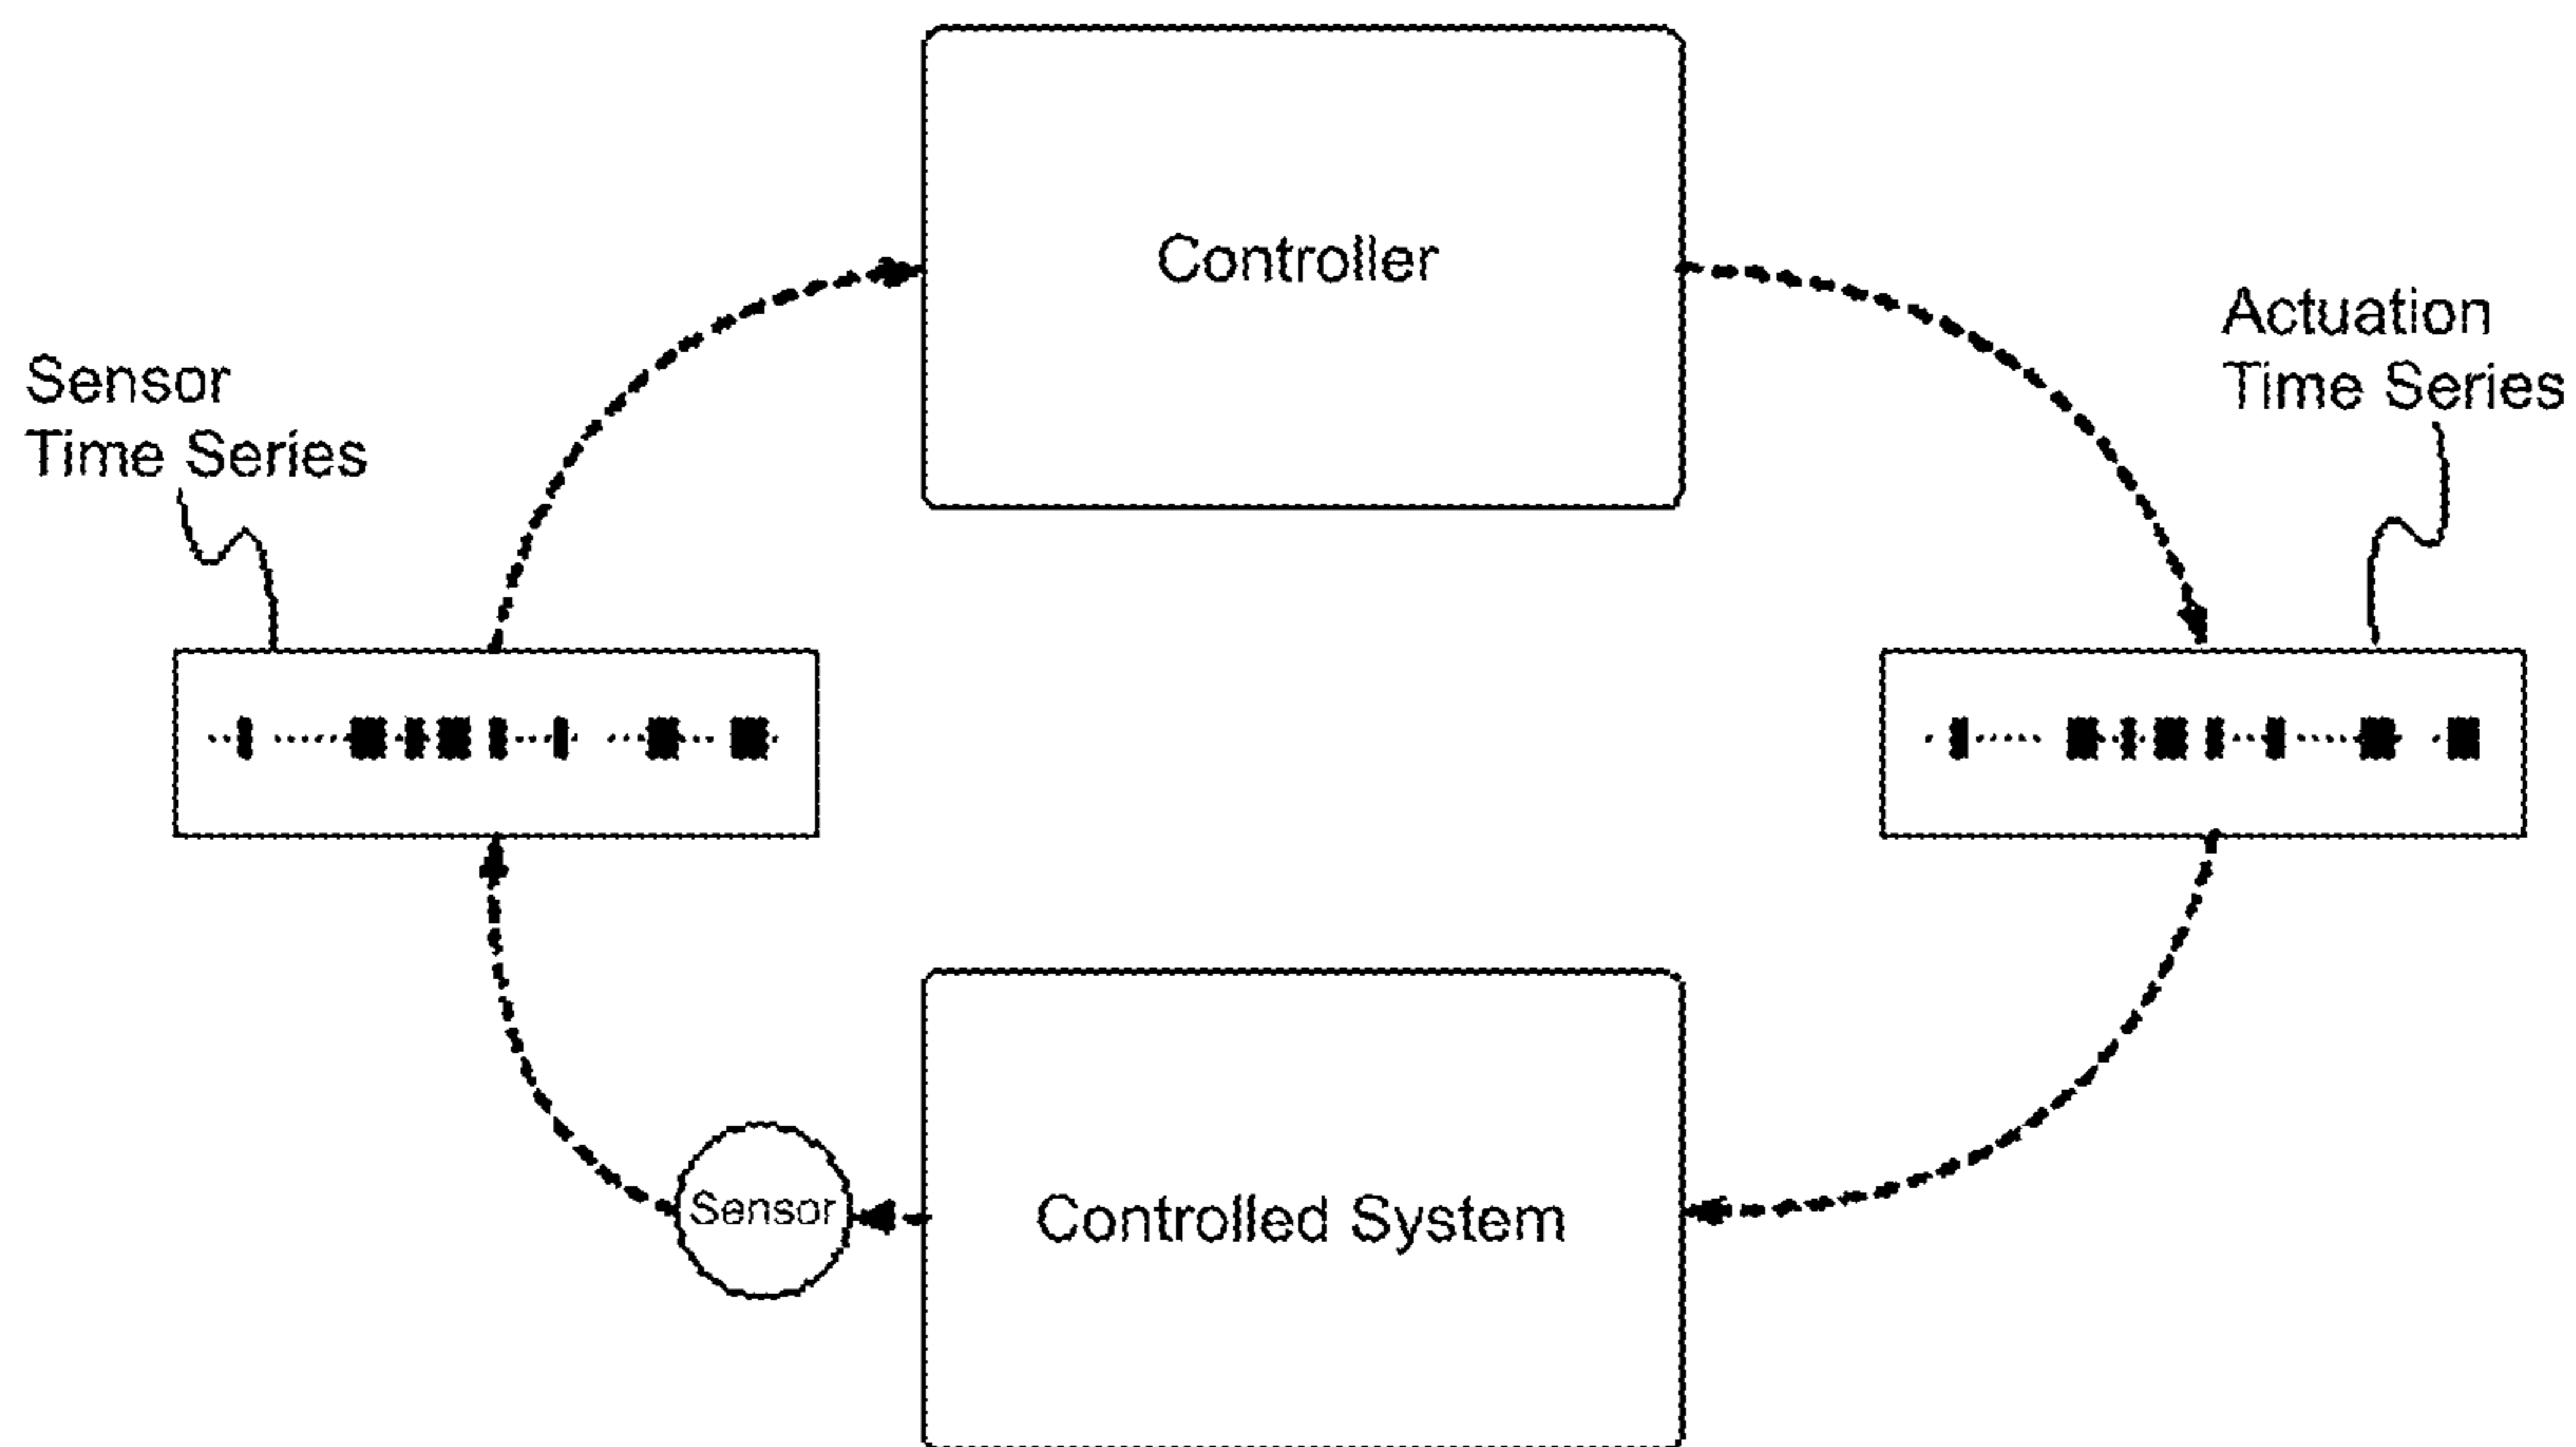 Controller
Actuation
Time Series
Sensor
Time Series
Sensor
Controlled System